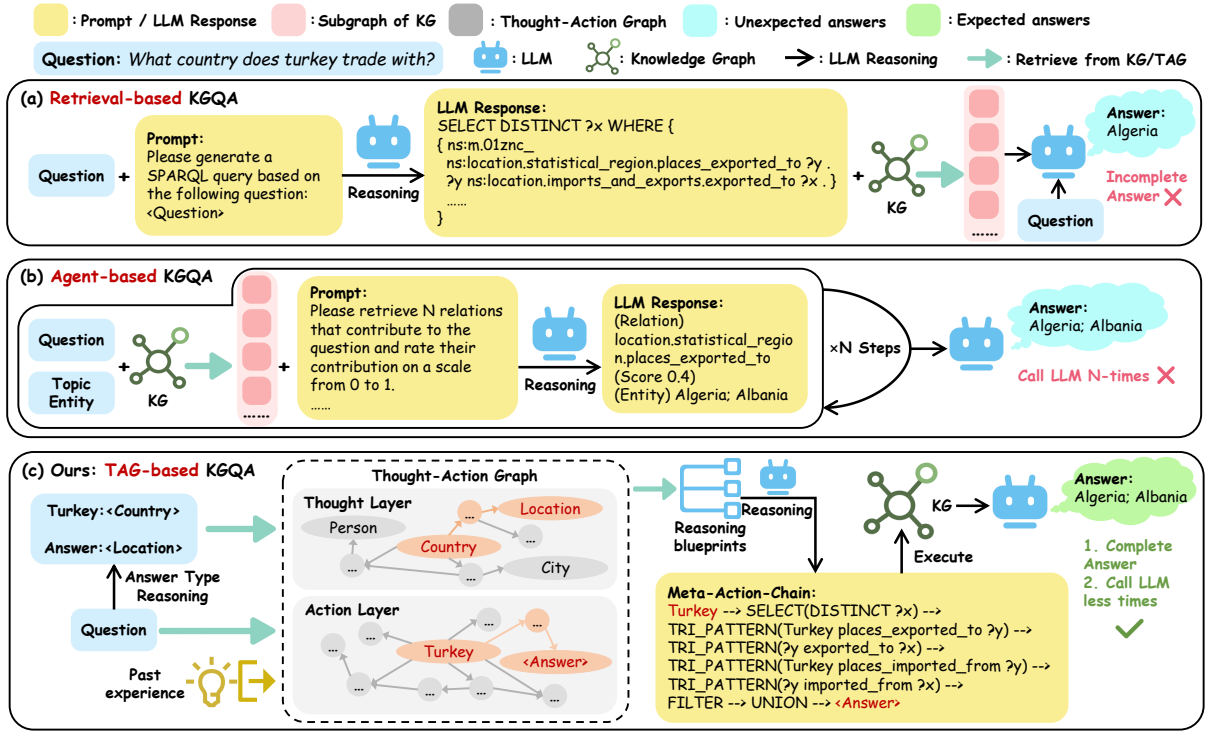 : Prompt / LLM Response
: Subgraph of KG
: Thought-Action Graph
: Unexpected answers
: Expected answers
Question: What country does turkey trade with?
: LLM
: Knowledge Graph
: LLM Reasoning
: Retrieve from KG/TAG
(a) Retrieval-based KGQA
Question
+
Prompt:
Please generate a
SPARQL query based on
the following question:
<Question>
Reasoning
LLM Response:
SELECT DISTINCT ?x WHERE {
{ ns:m.01znc_
ns:location.statistical_region.places_exported_to ?y .
?y ns:location.imports_and_exports.exported_to ?x . }
......
}
+
KG
......
Question
Answer:
Algeria
Incomplete
Answer
(b) Agent-based KGQA
Question
Topic
Entity
+
KG
......
+
Prompt:
Please retrieve N relations
that contribute to the
question and rate their
contribution on a scale
from 0 to 1.
......
Reasoning
LLM Response:
(Relation)
location.statistical_regio
n.places_exported_to
(Score 0.4)
(Entity) Algeria; Albania
×N Steps
Answer:
Algeria; Albania
Call LLM N-times
(c) Ours: TAG-based KGQA
Turkey:<Country>
Answer:<Location>
Answer Type
Reasoning
Question
Past
experience
Thought-Action Graph
Thought Layer
Person
Location
Country
City
...
...
...
...
Action Layer
Turkey
<Answer>
...
...
...
...
...
...
...
...
...
Reasoning
blueprints
Reasoning
Meta-Action-Chain:
Turkey --> SELECT(DISTINCT ?x) -->
TRI_PATTERN(Turkey places_exported_to ?y) -->
TRI_PATTERN(?y exported_to ?x) -->
TRI_PATTERN(Turkey places_imported_from ?y) -->
TRI_PATTERN(?y imported_from ?x) -->
FILTER --> UNION --> <Answer>
Execute
KG
Answer:
Algeria; Albania
1. Complete
Answer
2. Call LLM
less times